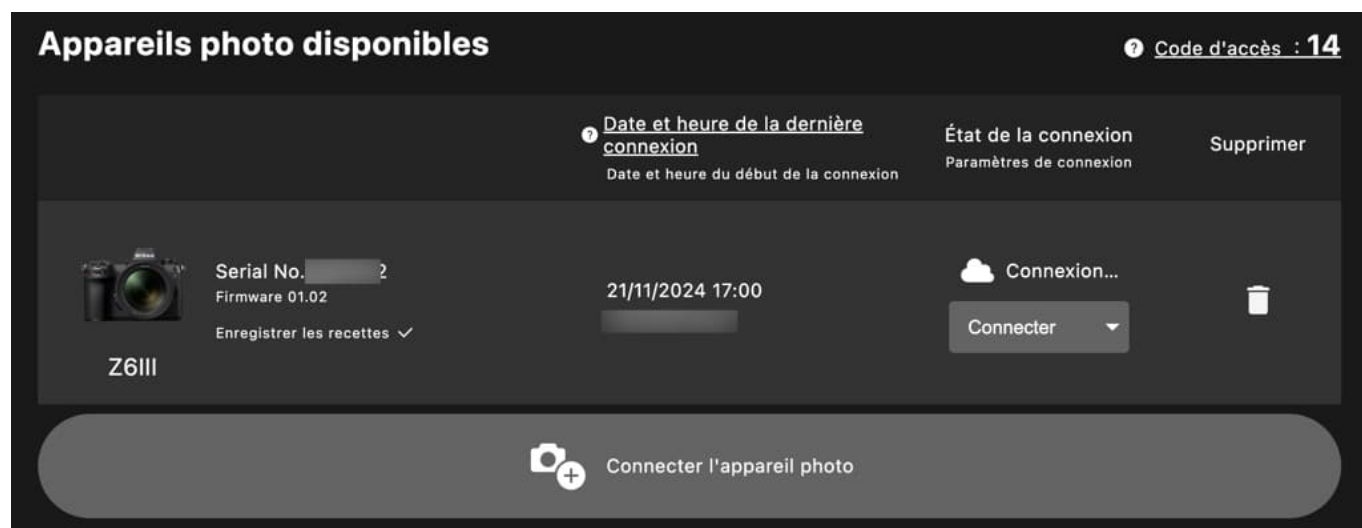 Appareils photo disponibles
Code d'accès : 14
Date et heure de la dernière
connexion
Date et heure du début de la connexion
État de la connexion
Paramètres de connexion
Supprimer
Serial No. 2
Firmware 01.02
Enregistrer les recettes
Z6III
21/11/2024 17:00
Connexion...
Connecter
Connecter l'appareil photo